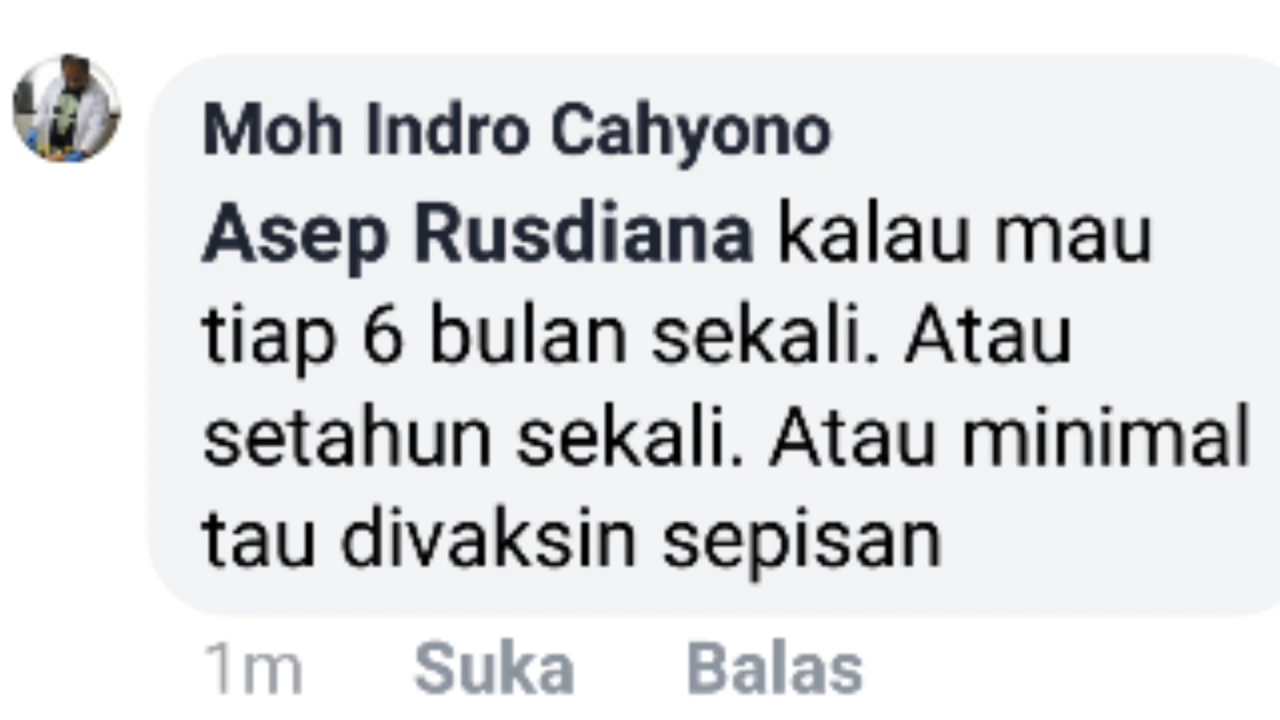 Moh Indro Cahyono
Asep Rusdiana kalau mau
tiap 6 bulan sekali. Atau
setahun sekali. Atau minimal
tau divaksin sepisan
1m Suka Balas